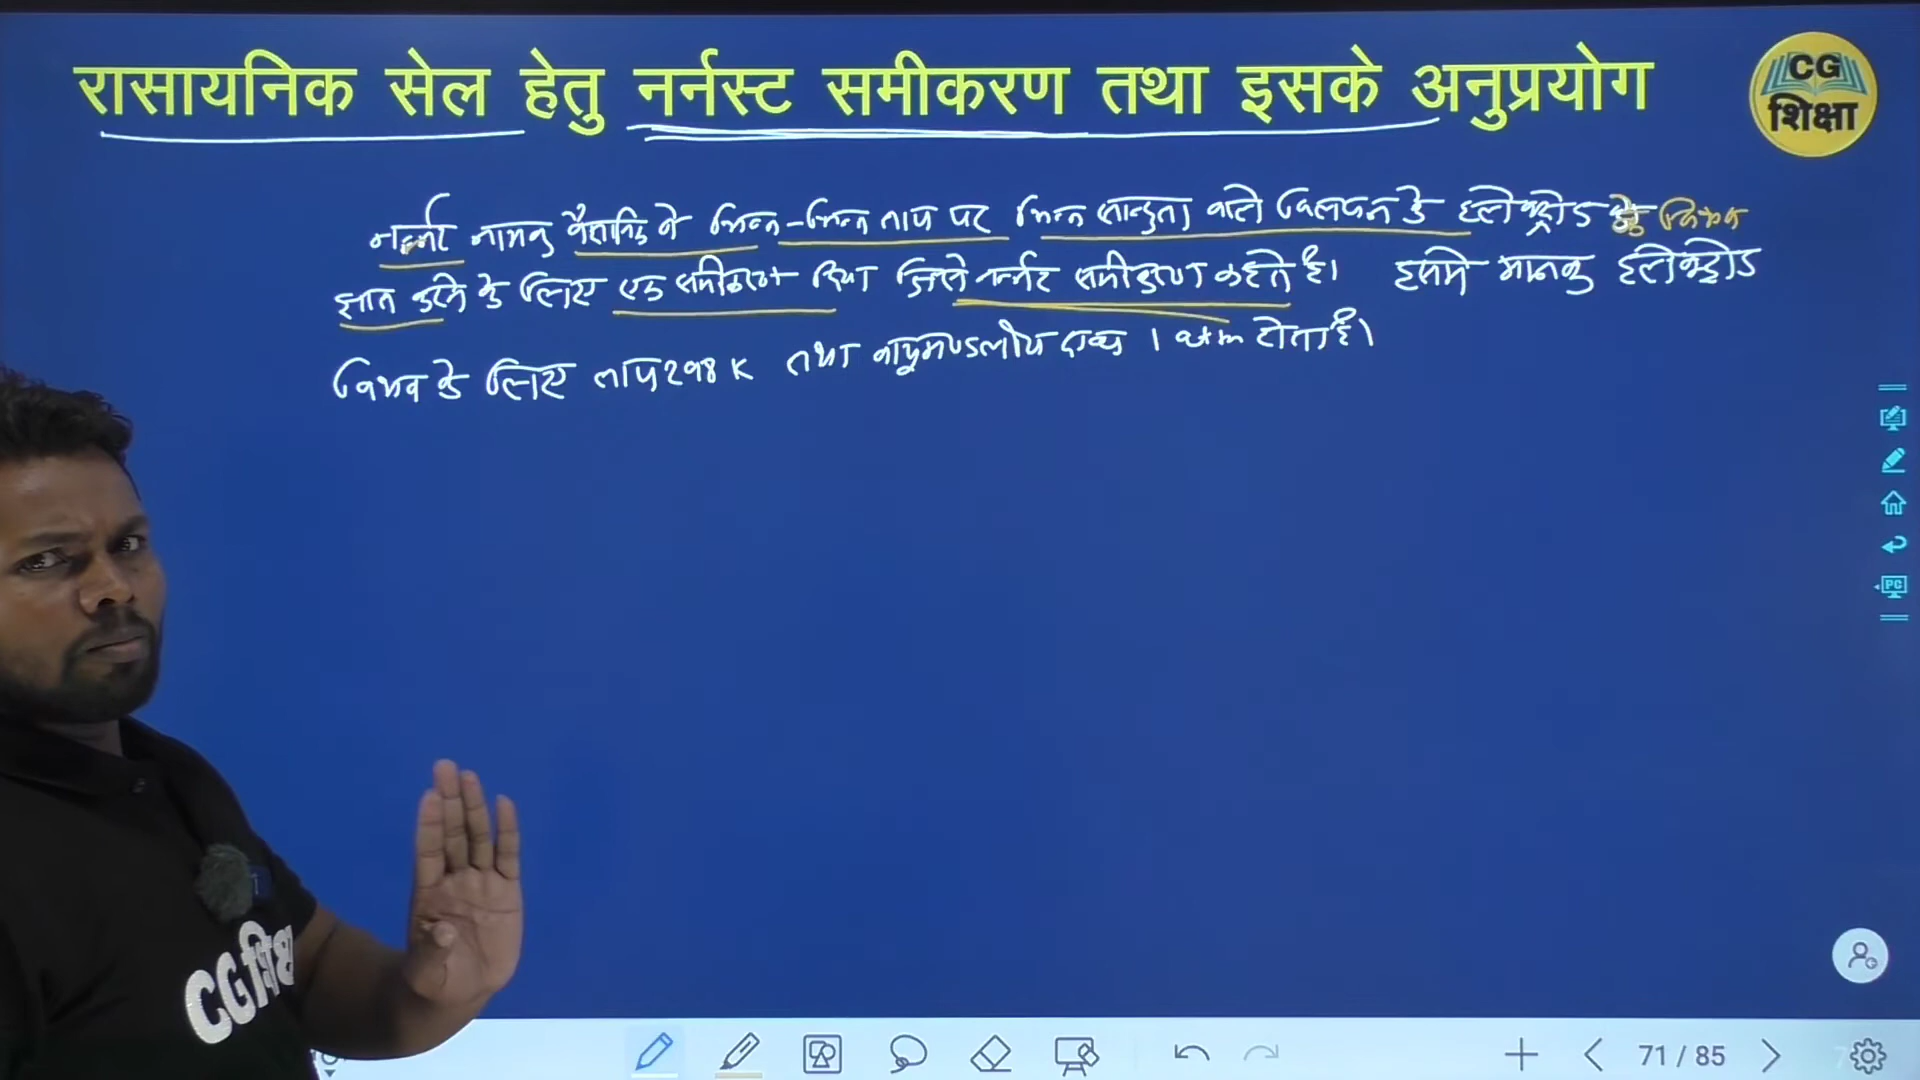 रासायनिक सेल हेतु नर्नस्ट समीकरण तथा इसके अनुप्रयोग
CG
शिक्षा
नर्नस्ट नामक वैज्ञानिक ने भिन्न-भिन्न ताप पर भिन्न सान्द्रता वाले विलयन के इलेक्ट्रोड के विभव
ज्ञात करने के लिए एक समीकरण दिया जिसे नर्नस्ट समीकरण कहते है। इसमे मानक इलेक्ट्रोड
विभव के लिए ताप 298 K तथा वायुमण्डलीय दाब 1 atm होता है।
PC
CG शिक्षा
71 / 85